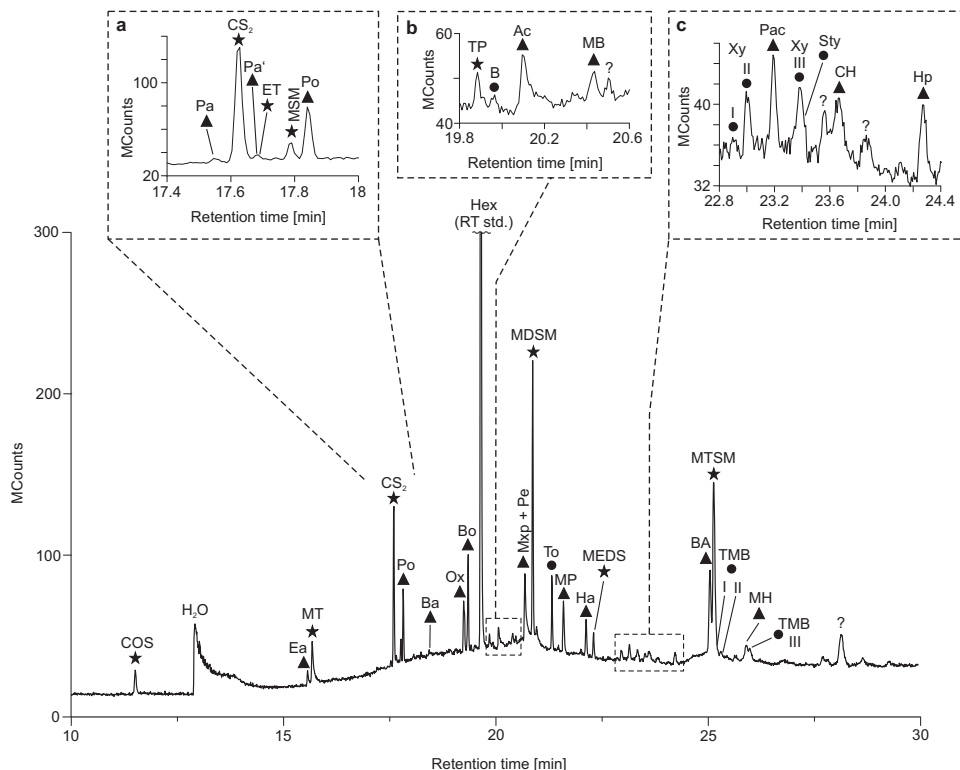 a
CS₂
100
MCounts
20
Pa
Pa'
ET
MSM
Po
17.4 17.6 17.8 18
Retention time [min]
b
60
MCounts
40
TP
B
Ac
MB
?
19.8 20.2 20.6
Retention time [min]
c
Xy
II
I
Pac
Xy
III
Sty
?
CH
?
Hp
40
MCounts
32
22.8 23.2 23.6 24.0 24.4
Retention time [min]
Hex
(RT std.)
300
200
100
0
MCounts
COS
H₂O
Ea
MT
CS₂
Po
Ba
Ox
Bo
Mxp + Pe
MDSM
To
MP
Ha
MEDS
BA
MTSM
TMB
I II
MH
TMB
III
?
10 15 20 25 30
Retention time [min]